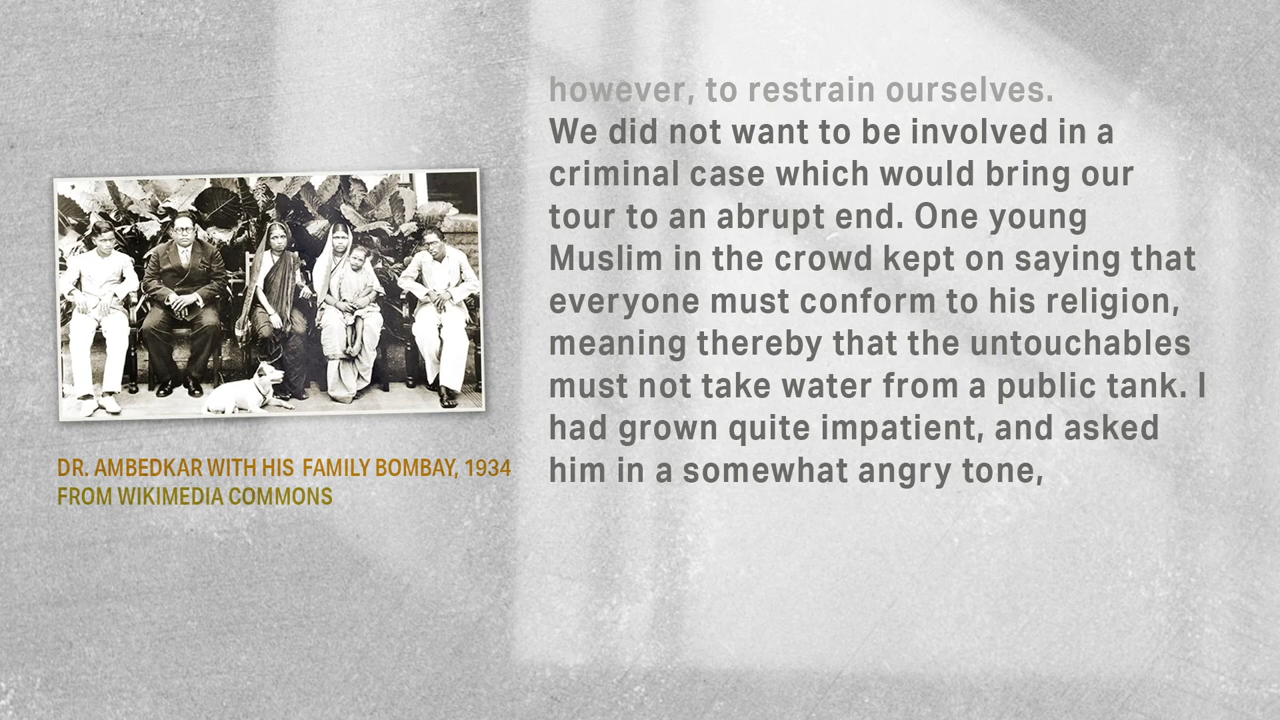 however, to restrain ourselves.
We did not want to be involved in a
criminal case which would bring our
tour to an abrupt end. One young
Muslim in the crowd kept on saying that
everyone must conform to his religion,
meaning thereby that the untouchables
must not take water from a public tank. I
had grown quite impatient, and asked
him in a somewhat angry tone,
DR. AMBEDKAR WITH HIS FAMILY BOMBAY, 1934
FROM WIKIMEDIA COMMONS